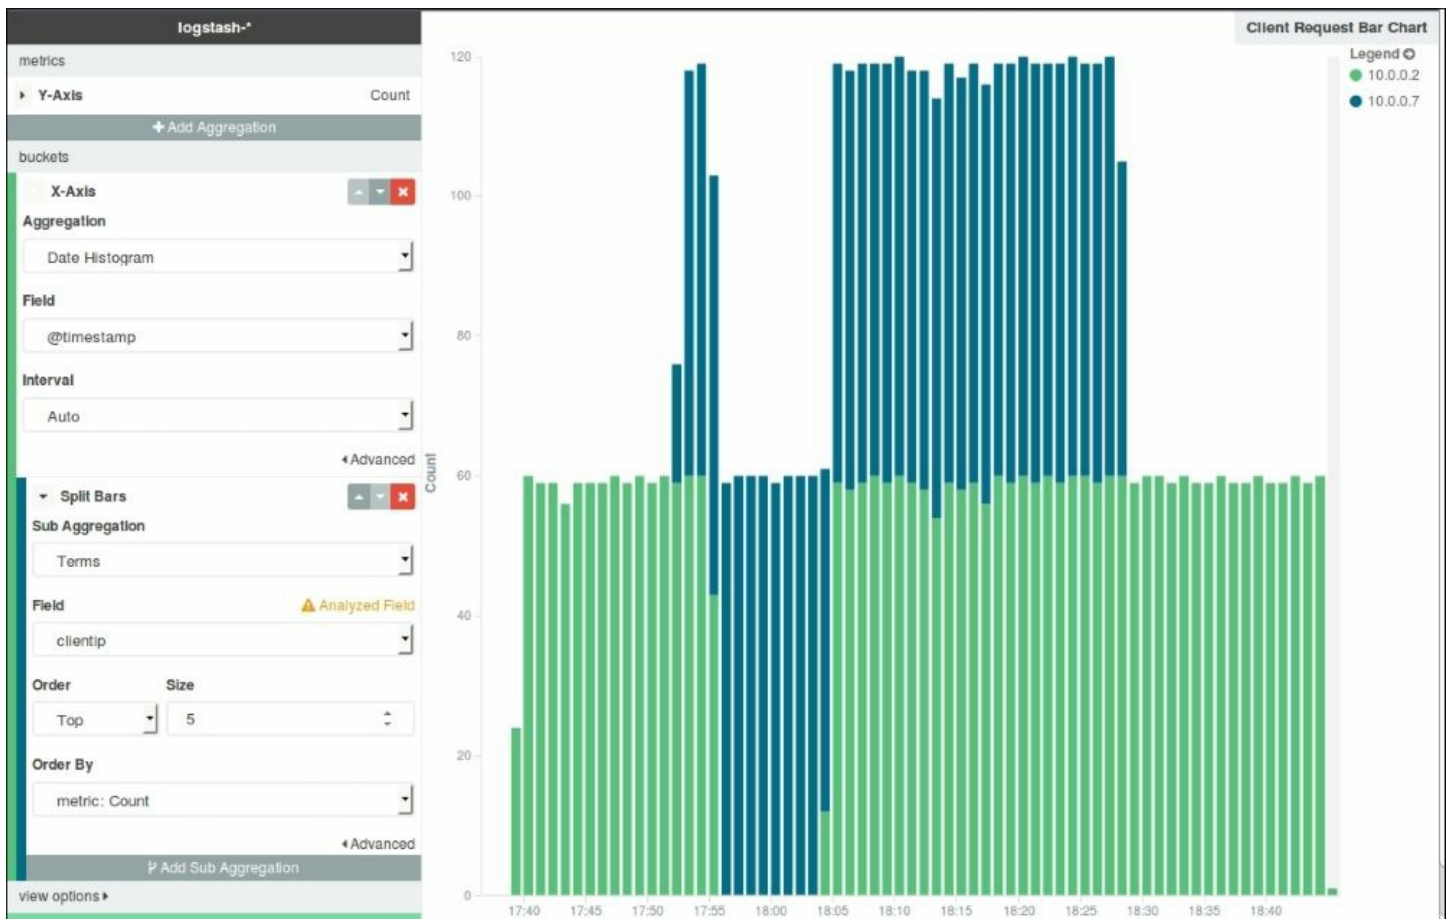 logstash-*
metrics
Y-Axis Count
Add Aggregation
buckets
X-Axis
Aggregation
Date Histogram
Field
@timestamp
Interval
Auto
Advanced
Split Bars
Sub Aggregation
Terms
Field Analyzed Field
clientip
Order Size
Top 5
Order By
metric: Count
Advanced
Add Sub Aggregation
view options
Client Request Bar Chart
Legend
10.0.0.2
10.0.0.7
Count
120
100
80
60
40
20
0
17:40 17:45 17:50 17:55 18:00 18:05 18:10 18:15 18:20 18:25 18:30 18:35 18:40